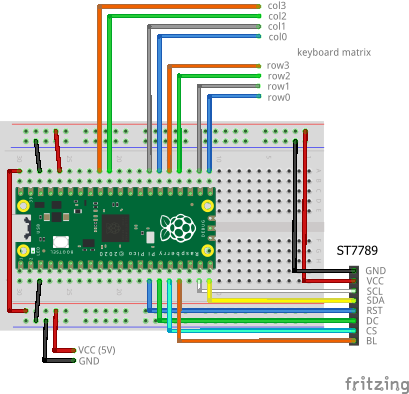 col3
col2
col1
col0
keyboard matrix
row3
row2
row1
row0
ST7789
GND
VCC
SCL
SDA
RST
DC
CS
BL
BOOTSEL
Raspberry Pi Pico ©2020
VCC (5V)
GND
fritzing